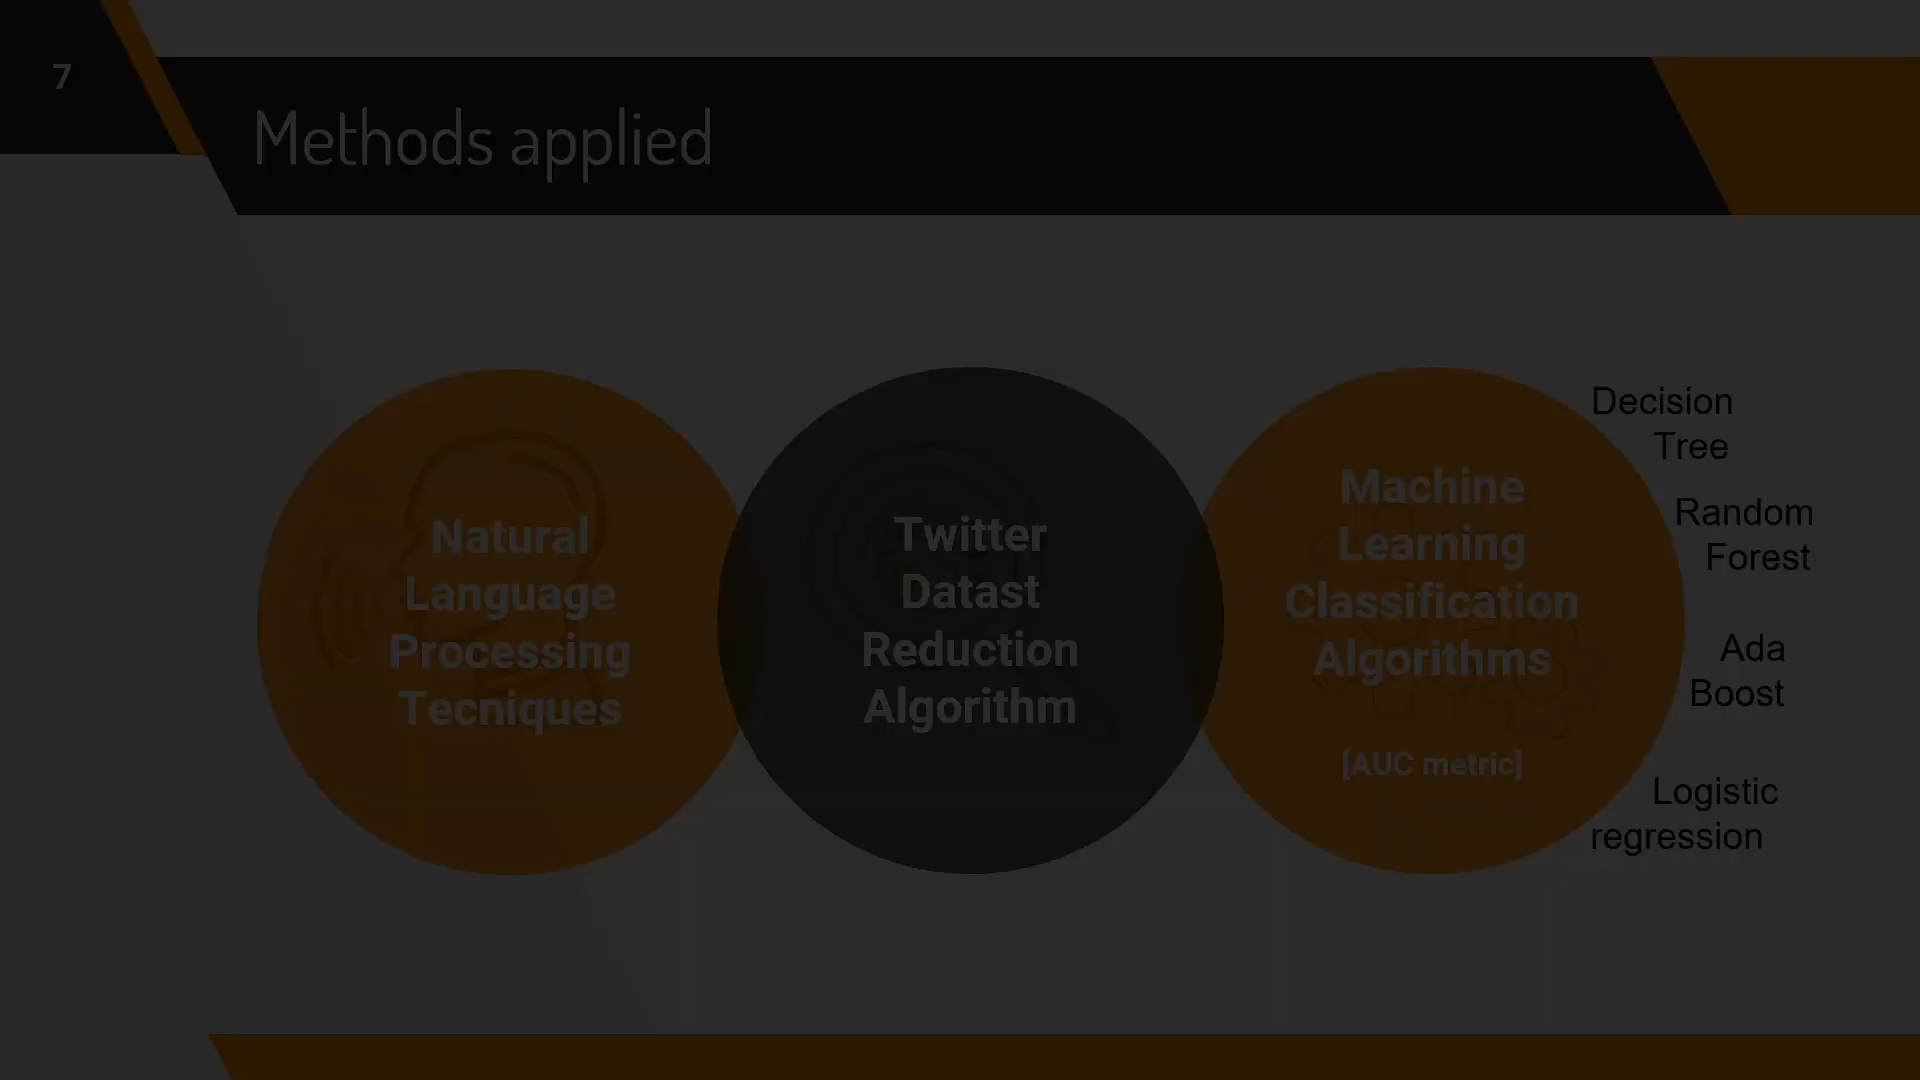 7
Methods applied
Natural
Language
Processing
Tecniques
Twitter
Datast
Reduction
Algorithm
Machine
Learning
Classification
Algorithms
[AUC metric]
Decision
Tree
Random
Forest
Ada
Boost
Logistic
regression